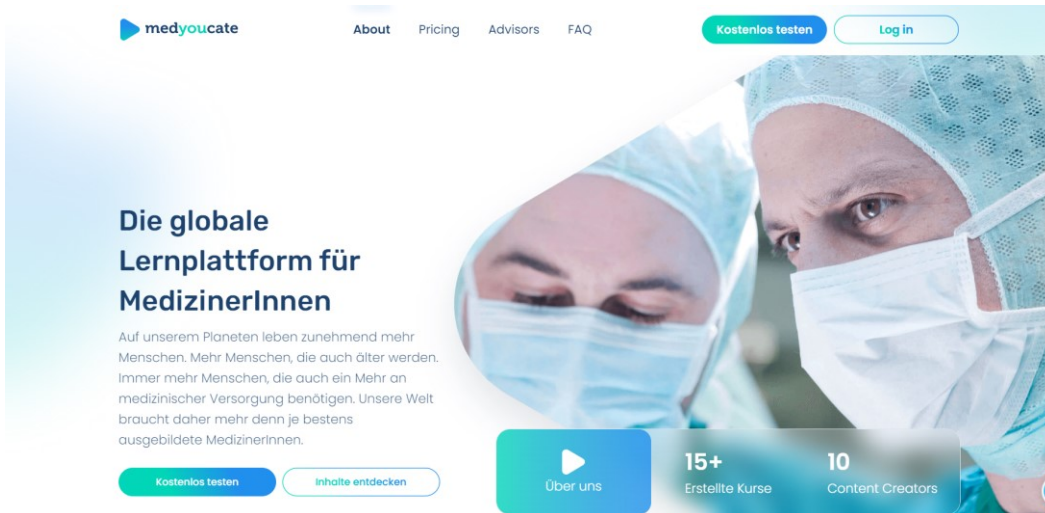 medyoucate
About
Pricing
Advisors
FAQ
Kostenlos testen
Log in
Die globale
Lernplattform für
MedizinerInnen
Auf unserem Planeten leben zunehmend mehr
Menschen. Mehr Menschen, die auch älter werden.
Immer mehr Menschen, die auch ein Mehr an
medizinischer Versorgung benötigen. Unsere Welt
braucht daher mehr denn je bestens
ausgebildete MedizinerInnen.
Kostenlos testen
Inhalte entdecken
Über uns
15+
Erstellte Kurse
10
Content Creators